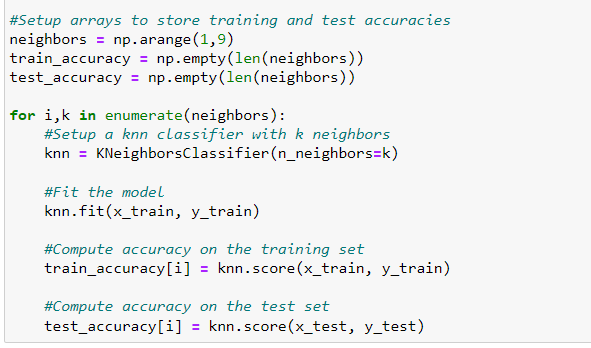 #Setup arrays to store training and test accuracies
neighbors = np.arange(1,9)
train_accuracy = np.empty(len(neighbors))
test_accuracy = np.empty(len(neighbors))

for i,k in enumerate(neighbors):
    #Setup a knn classifier with k neighbors
    knn = KNeighborsClassifier(n_neighbors=k)

    #Fit the model
    knn.fit(x_train, y_train)

    #Compute accuracy on the training set
    train_accuracy[i] = knn.score(x_train, y_train)

    #Compute accuracy on the test set
    test_accuracy[i] = knn.score(x_test, y_test)